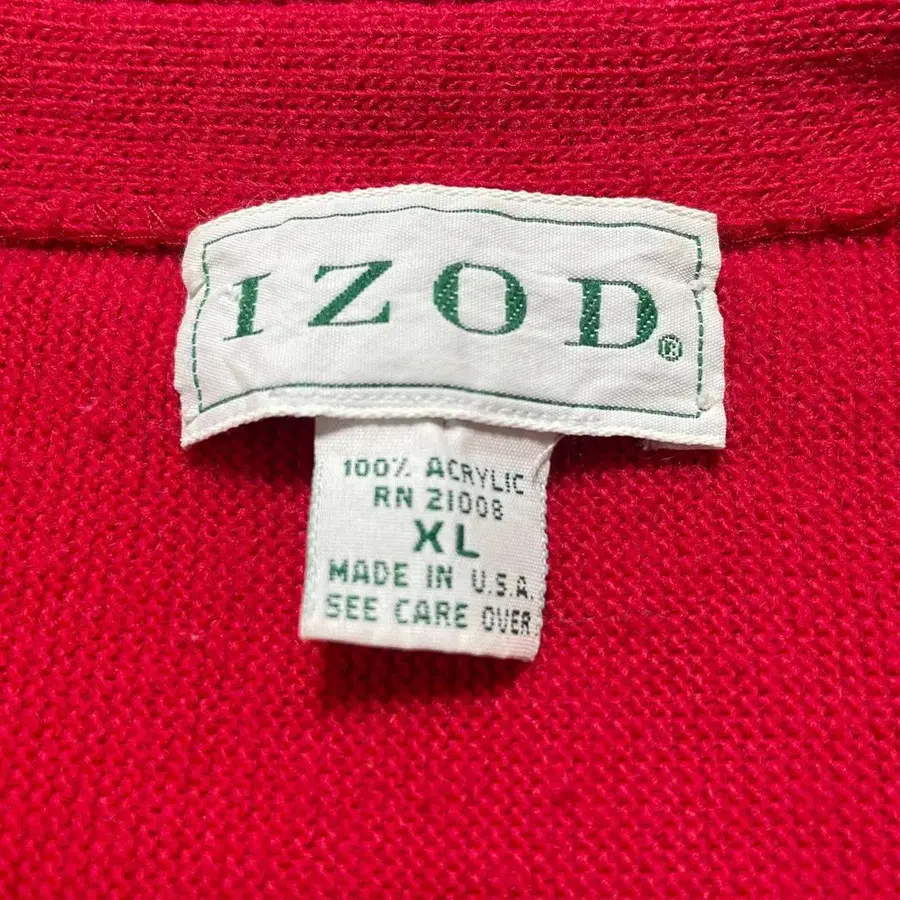 IZOD®
100% ACRYLIC
RN 21008
XL
MADE IN U.S.A.
SEE CARE OVER